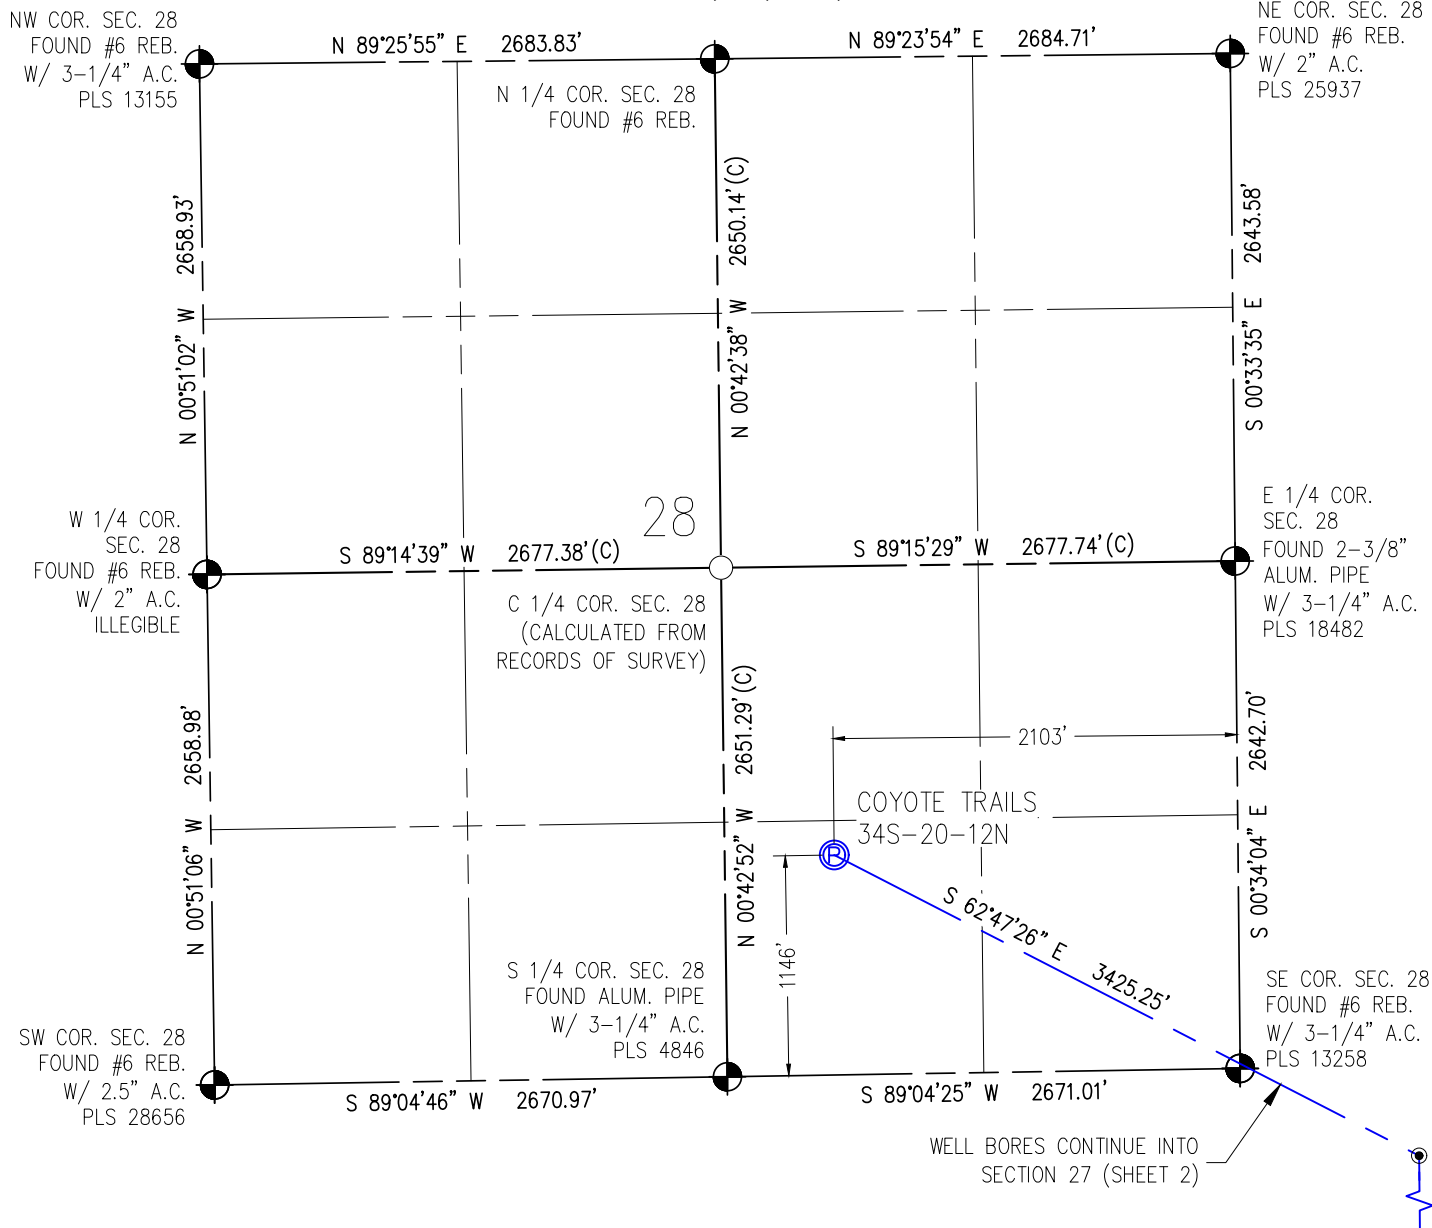 NW COR. SEC. 28
FOUND #6 REB.
W/ 3-1/4" A.C.
PLS 13155
N 89°25'55" E 2683.83'
N 1/4 COR. SEC. 28
FOUND #6 REB.
N 89°23'54" E 2684.71'
NE COR. SEC. 28
FOUND #6 REB.
W/ 2" A.C.
PLS 25937
N 00°51'02" W 2658.93'
N 00°42'38" W 2650.14'(C)
S 00°33'35" E 2643.58'
W 1/4 COR.
SEC. 28
FOUND #6 REB.
W/ 2" A.C.
ILLEGIBLE
28
S 89°14'39" W 2677.38'(C)
S 89°15'29" W 2677.74'(C)
C 1/4 COR. SEC. 28
(CALCULATED FROM
RECORDS OF SURVEY)
E 1/4 COR.
SEC. 28
FOUND 2-3/8"
ALUM. PIPE
W/ 3-1/4" A.C.
PLS 18482
N 00°51'06" W 2658.98'
N 00°42'52" W 2651.29'(C)
S 00°34'04" E 2642.70'
2103'
COYOTE TRAILS
34S-20-12N
R
1146'
S 62°47'26" E 3425.25'
S 1/4 COR. SEC. 28
FOUND ALUM. PIPE
W/ 3-1/4" A.C.
PLS 4846
SE COR. SEC. 28
FOUND #6 REB.
W/ 3-1/4" A.C.
PLS 13258
SW COR. SEC. 28
FOUND #6 REB.
W/ 2.5" A.C.
PLS 28656
S 89°04'46" W 2670.97'
S 89°04'25" W 2671.01'
WELL BORES CONTINUE INTO
SECTION 27 (SHEET 2)